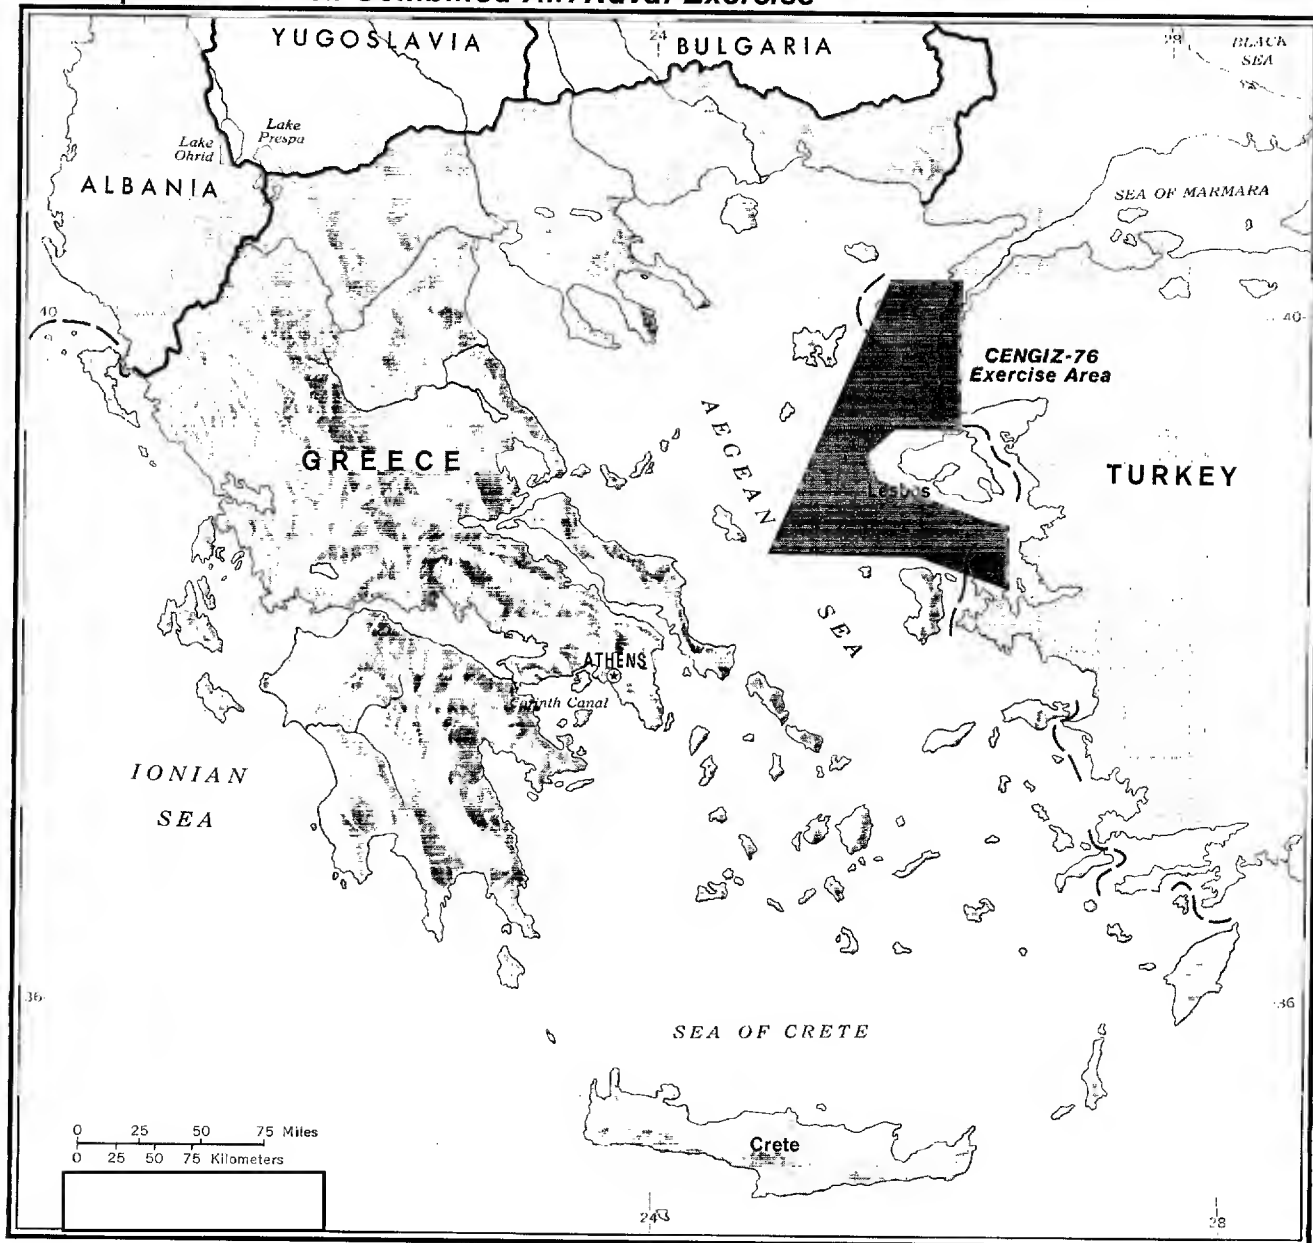 Combined Air/Naval Exercise
YUGOSLAVIA
24
BULGARIA
28
BLACK
SEA
Lake
Ohrid
Lake
Prespa
ALBANIA
SEA OF MARMARA
40
40
CENGIZ-76
Exercise Area
AEGEAN
SEA
GREECE
Lesbos
TURKEY
ATHENS
Corinth Canal
IONIAN
SEA
36
36
SEA OF CRETE
0 25 50 75 Miles
0 25 50 75 Kilometers
Crete
24
28